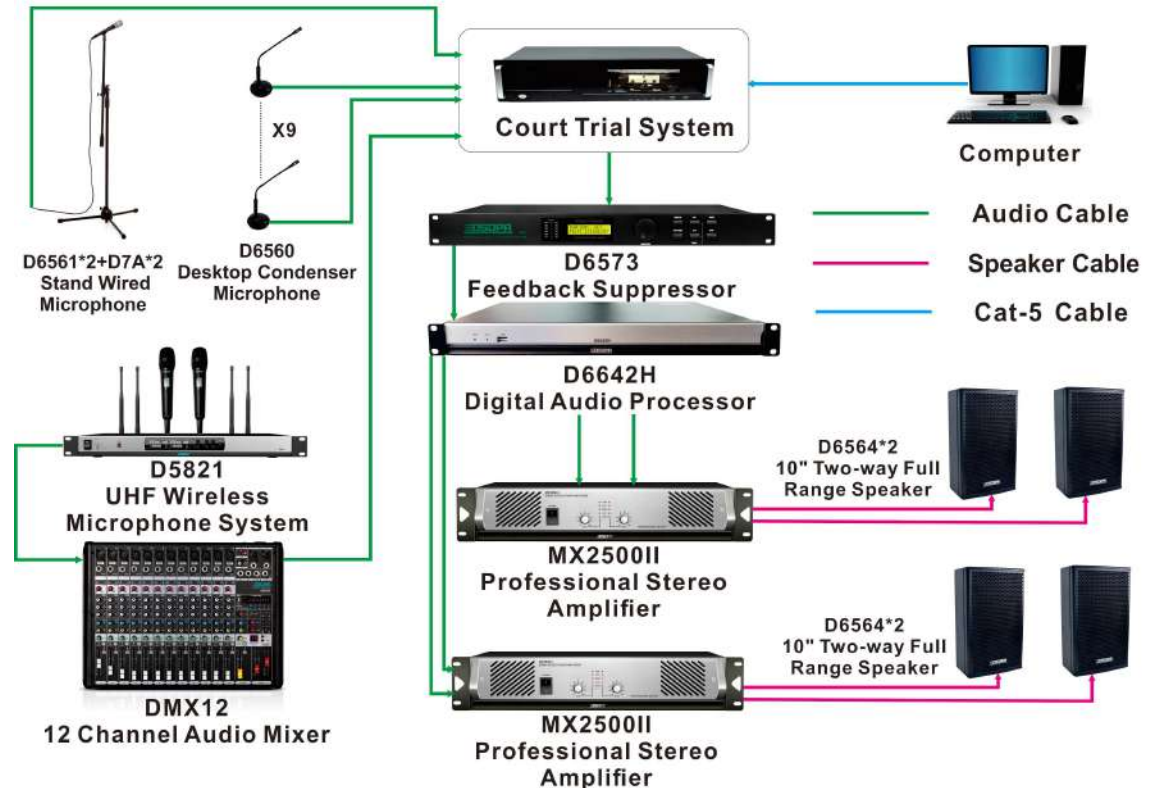 Court Trial System
Computer
X9
D6561*2+D7A*2
Stand Wired
Microphone
D6560
Desktop Condenser
Microphone
DSPPA
D6573
Feedback Suppressor
Audio Cable
Speaker Cable
Cat-5 Cable
D6642H
Digital Audio Processor
D5821
UHF Wireless
Microphone System
D6564*2
10" Two-way Full
Range Speaker
MX2500II
Professional Stereo
Amplifier
D6564*2
10" Two-way Full
Range Speaker
DMX12
12 Channel Audio Mixer
MX2500II
Professional Stereo
Amplifier